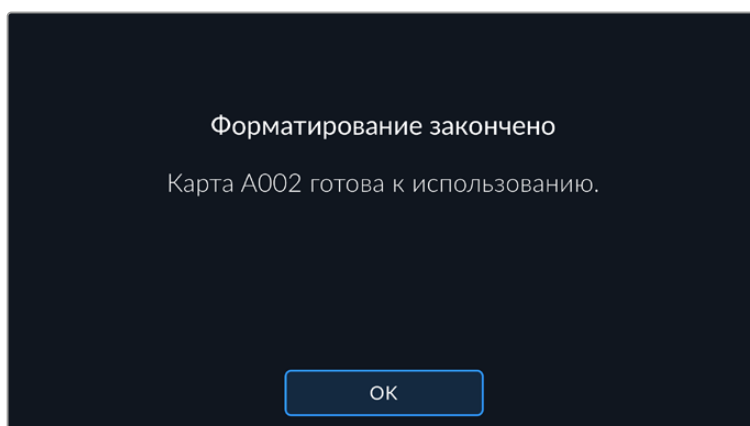 Форматирование закончено
Карта A002 готова к использованию.
OK